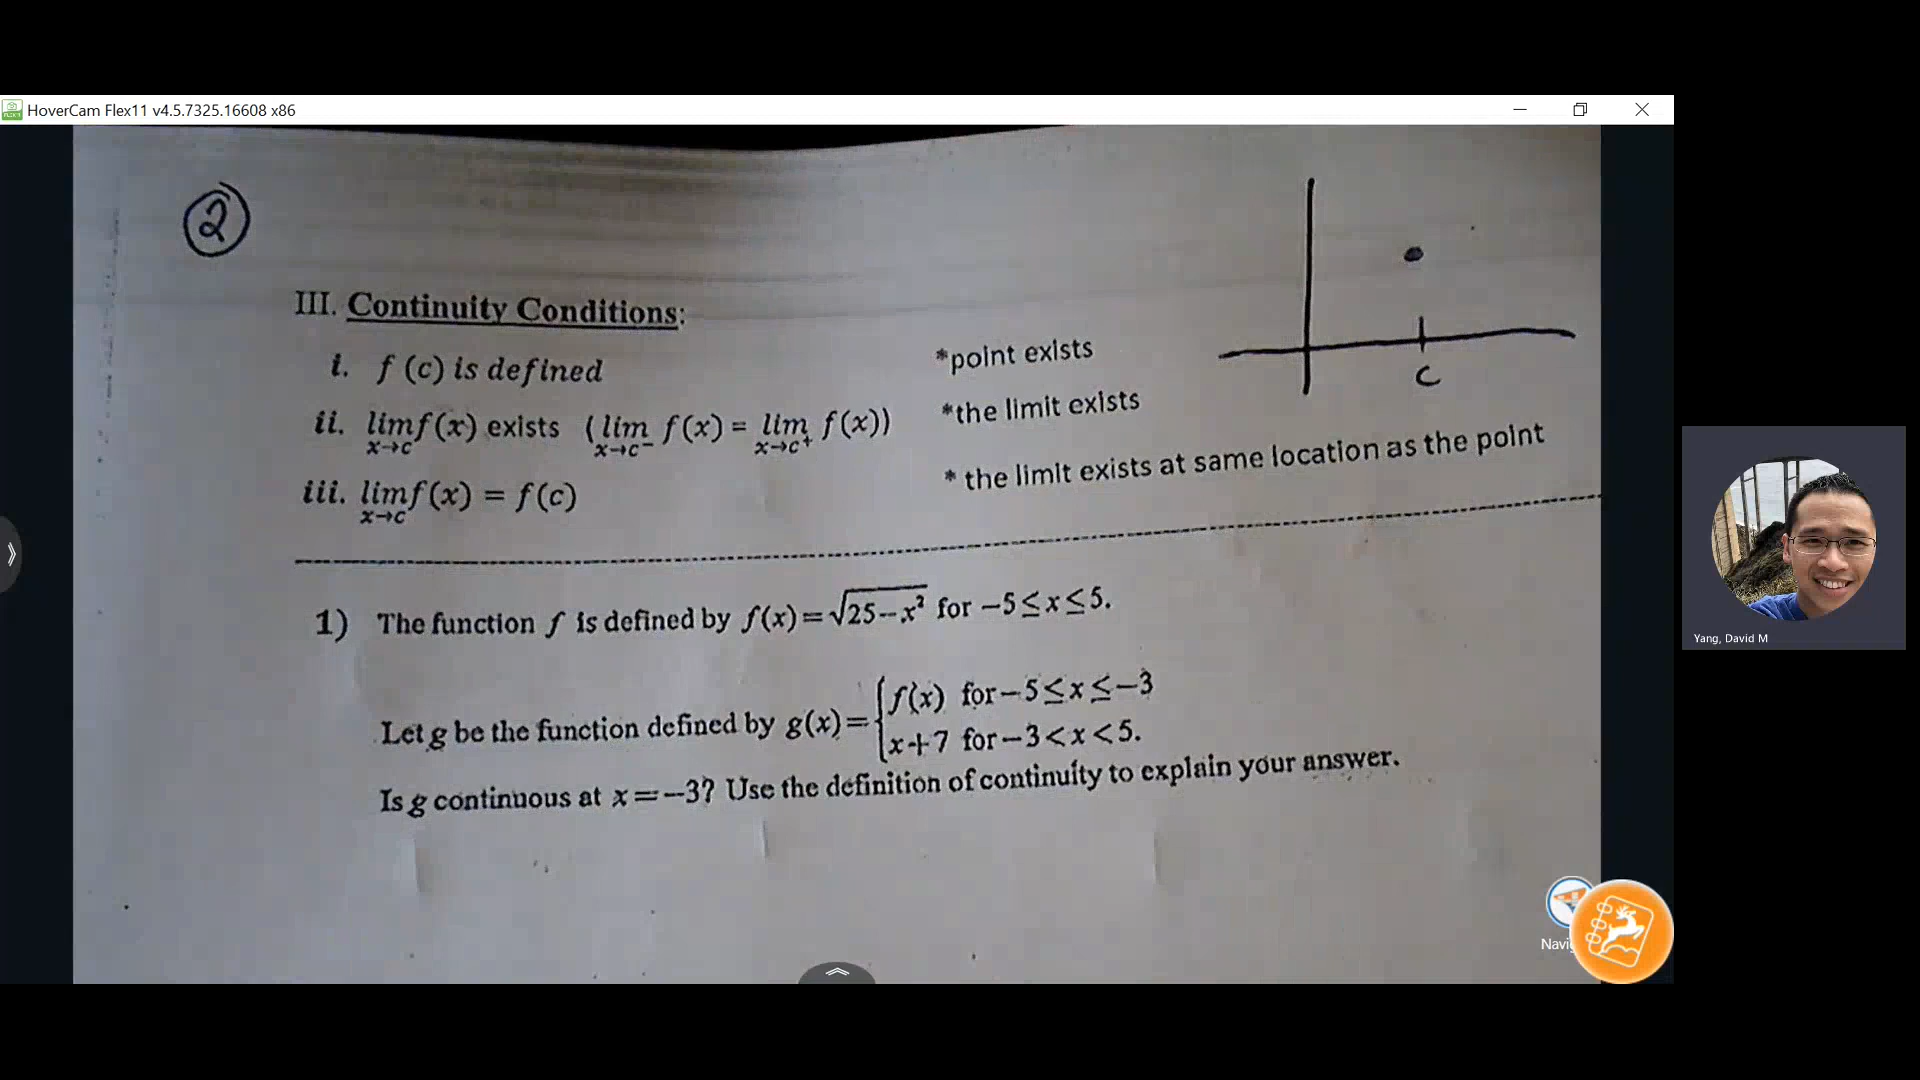 HoverCam Flex11 v4.5.7325.16608 x86
2
III. Continuity Conditions:
i. f (c) is defined *point exists
ii. lim f(x) exists (lim f(x) = lim f(x)) *the limit exists
x→c x→c⁻ x→c⁺
iii. lim f(x) = f(c) * the limit exists at same location as the point
x→c
C
1) The function f is defined by f(x)=√25−x² for −5≤x≤5.
Let g be the function defined by g(x)={f(x) for −5≤x≤−3
x+7 for −3<x<5.
Is g continuous at x=−3? Use the definition of continuity to explain your answer.
Yang, David M